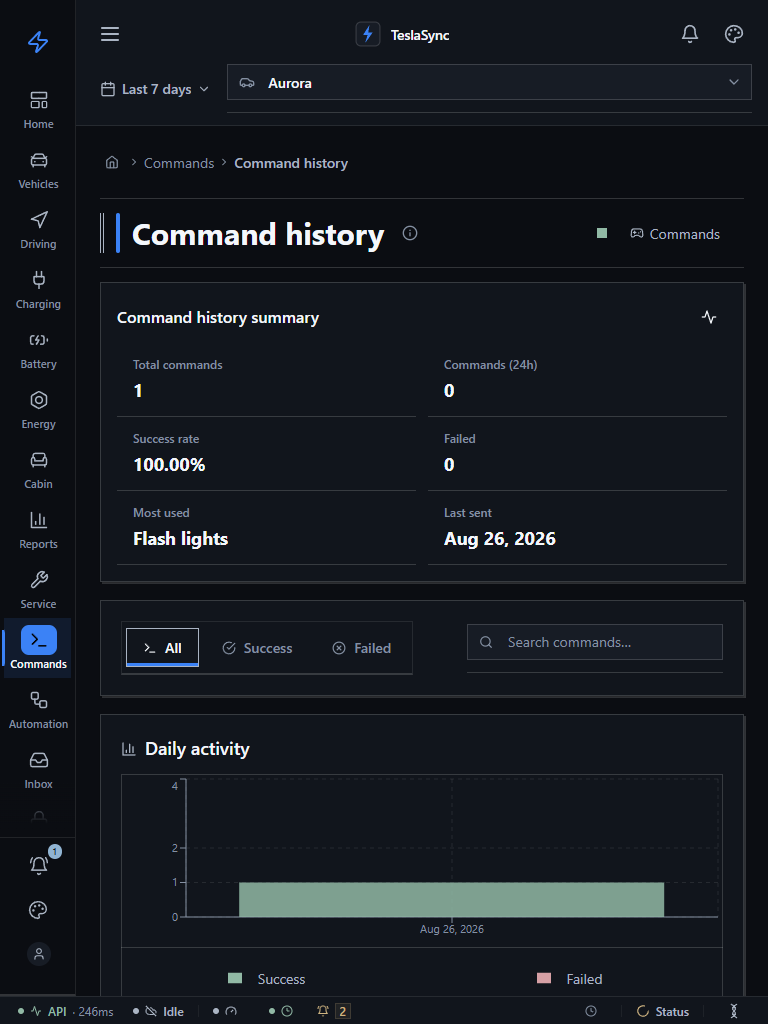 TeslaSync
Last 7 days
Aurora
Home
Vehicles
Driving
Charging
Battery
Energy
Cabin
Reports
Service
Commands
Automation
Inbox
1
Commands
Command history
Command history
Commands
Command history summary
Total commands
1
Commands (24h)
0
Success rate
100.00%
Failed
0
Most used
Flash lights
Last sent
Aug 26, 2026
All
Success
Failed
Search commands...
Daily activity
4
2
1
0
Aug 26, 2026
Success
Failed
API · 246ms
Idle
2
Status